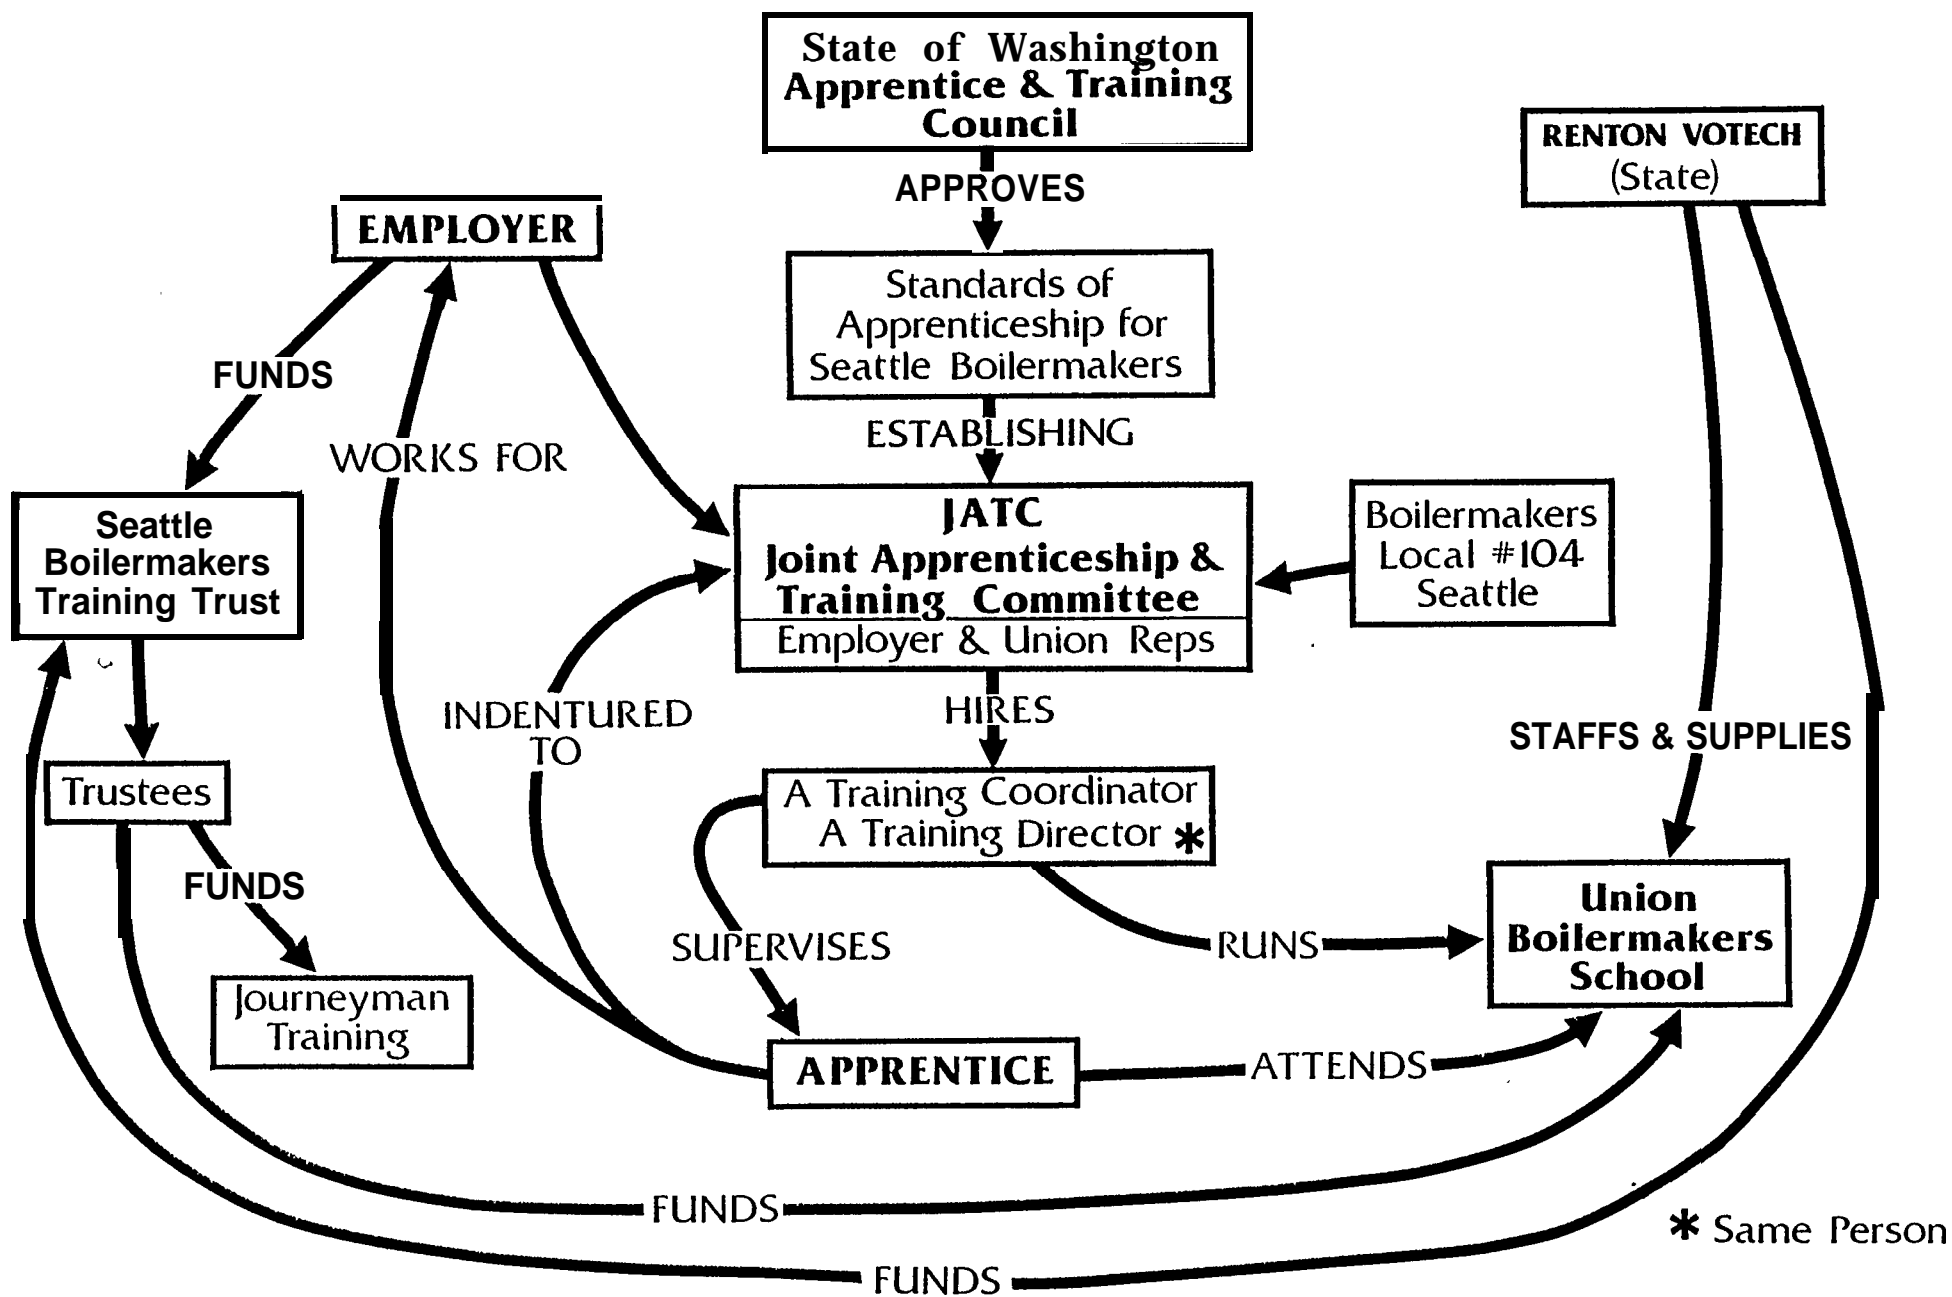 State of Washington
Apprentice & Training
Council
RENTON VOTECH
(State)
APPROVES
EMPLOYER
Standards of
Apprenticeship for
Seattle Boilermakers
FUNDS
WORKS FOR
ESTABLISHING
Seattle
Boilermakers
Training Trust
JATC
Joint Apprenticeship &
Training Committee
Employer & Union Reps
Boilermakers
Local #104
Seattle
INDENTURED
TO
HIRES
STAFFS & SUPPLIES
Trustees
A Training Coordinator
A Training Director *
FUNDS
Union
Boilermakers
School
SUPERVISES
RUNS
Journeyman
Training
APPRENTICE
ATTENDS
FUNDS
* Same Person
FUNDS